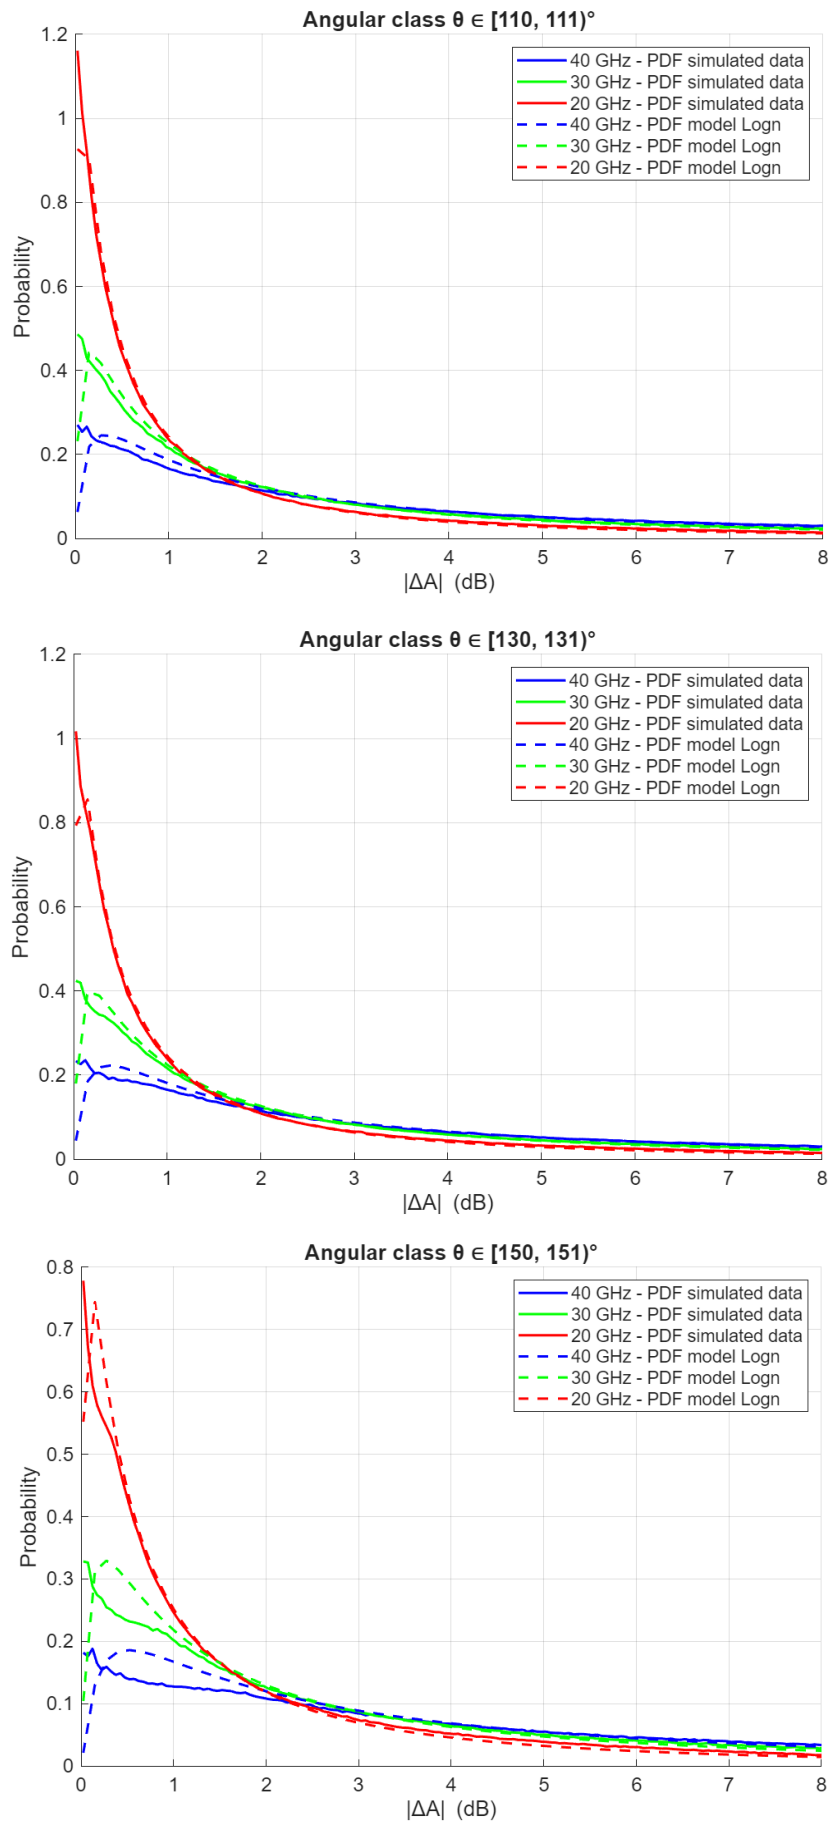 Angular class θ ∈ [110, 111)°
1.2
1
0.8
0.6
0.4
0.2
0
Probability
40 GHz - PDF simulated data
30 GHz - PDF simulated data
20 GHz - PDF simulated data
40 GHz - PDF model Logn
30 GHz - PDF model Logn
20 GHz - PDF model Logn
0 1 2 3 4 5 6 7 8
|ΔA| (dB)
Angular class θ ∈ [130, 131)°
1.2
1
0.8
0.6
0.4
0.2
0
Probability
40 GHz - PDF simulated data
30 GHz - PDF simulated data
20 GHz - PDF simulated data
40 GHz - PDF model Logn
30 GHz - PDF model Logn
20 GHz - PDF model Logn
0 1 2 3 4 5 6 7 8
|ΔA| (dB)
Angular class θ ∈ [150, 151)°
0.8
0.7
0.6
0.5
0.4
0.3
0.2
0.1
0
Probability
40 GHz - PDF simulated data
30 GHz - PDF simulated data
20 GHz - PDF simulated data
40 GHz - PDF model Logn
30 GHz - PDF model Logn
20 GHz - PDF model Logn
0 1 2 3 4 5 6 7 8
|ΔA| (dB)